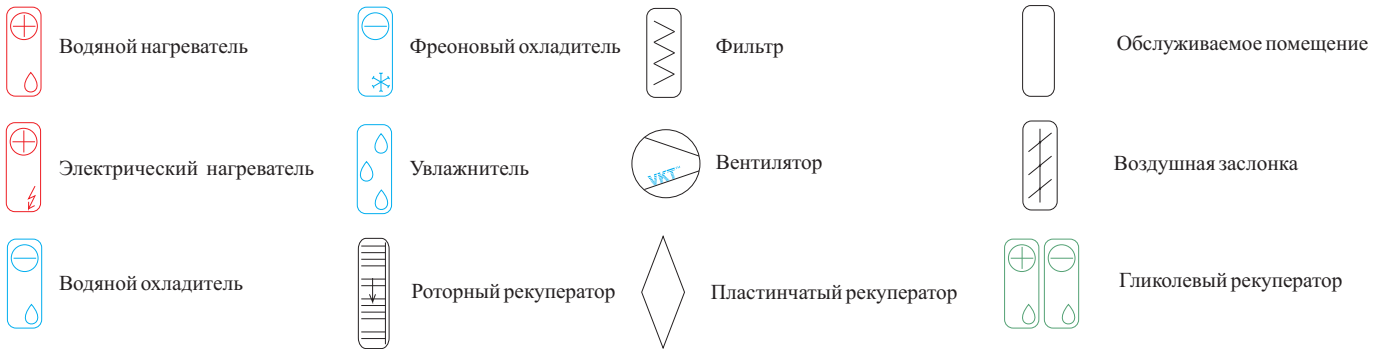 Водяной нагреватель
Фреоновый охладитель
Фильтр
Обслуживаемое помещение
Электрический нагреватель
Увлажнитель
VKT
Вентилятор
Воздушная заслонка
Водяной охладитель
Роторный рекуператор
Пластинчатый рекуператор
Гликолевый рекуператор